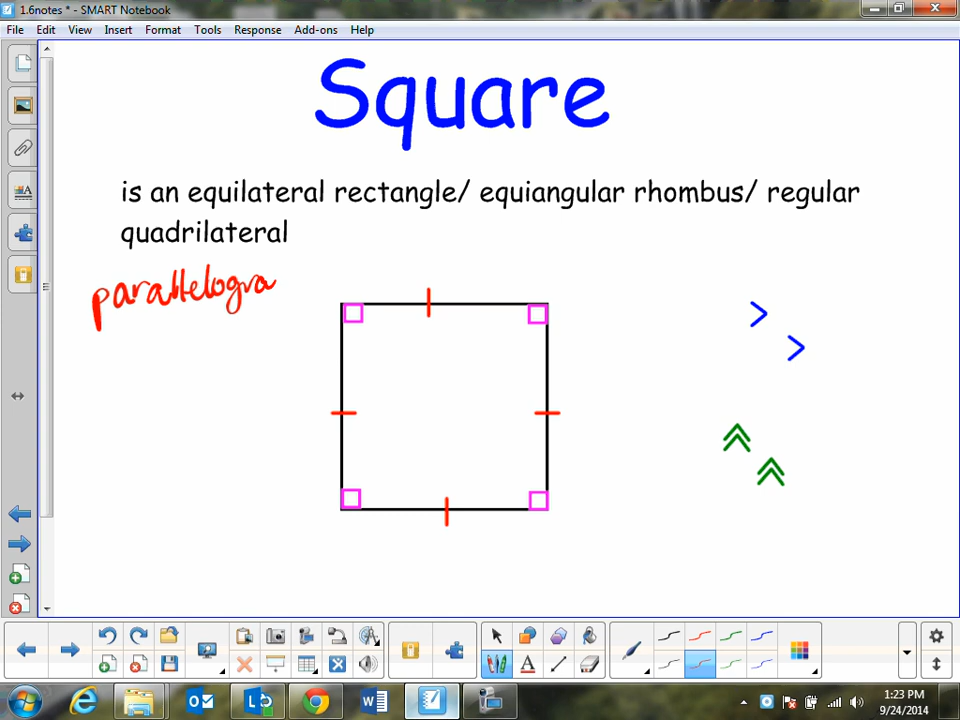 1.6notes * - SMART Notebook
File Edit View Insert Format Tools Response Add-ons Help
Square
is an equilateral rectangle/ equiangular rhombus/ regular
quadrilateral
parallelogra
1:23 PM
9/24/2014